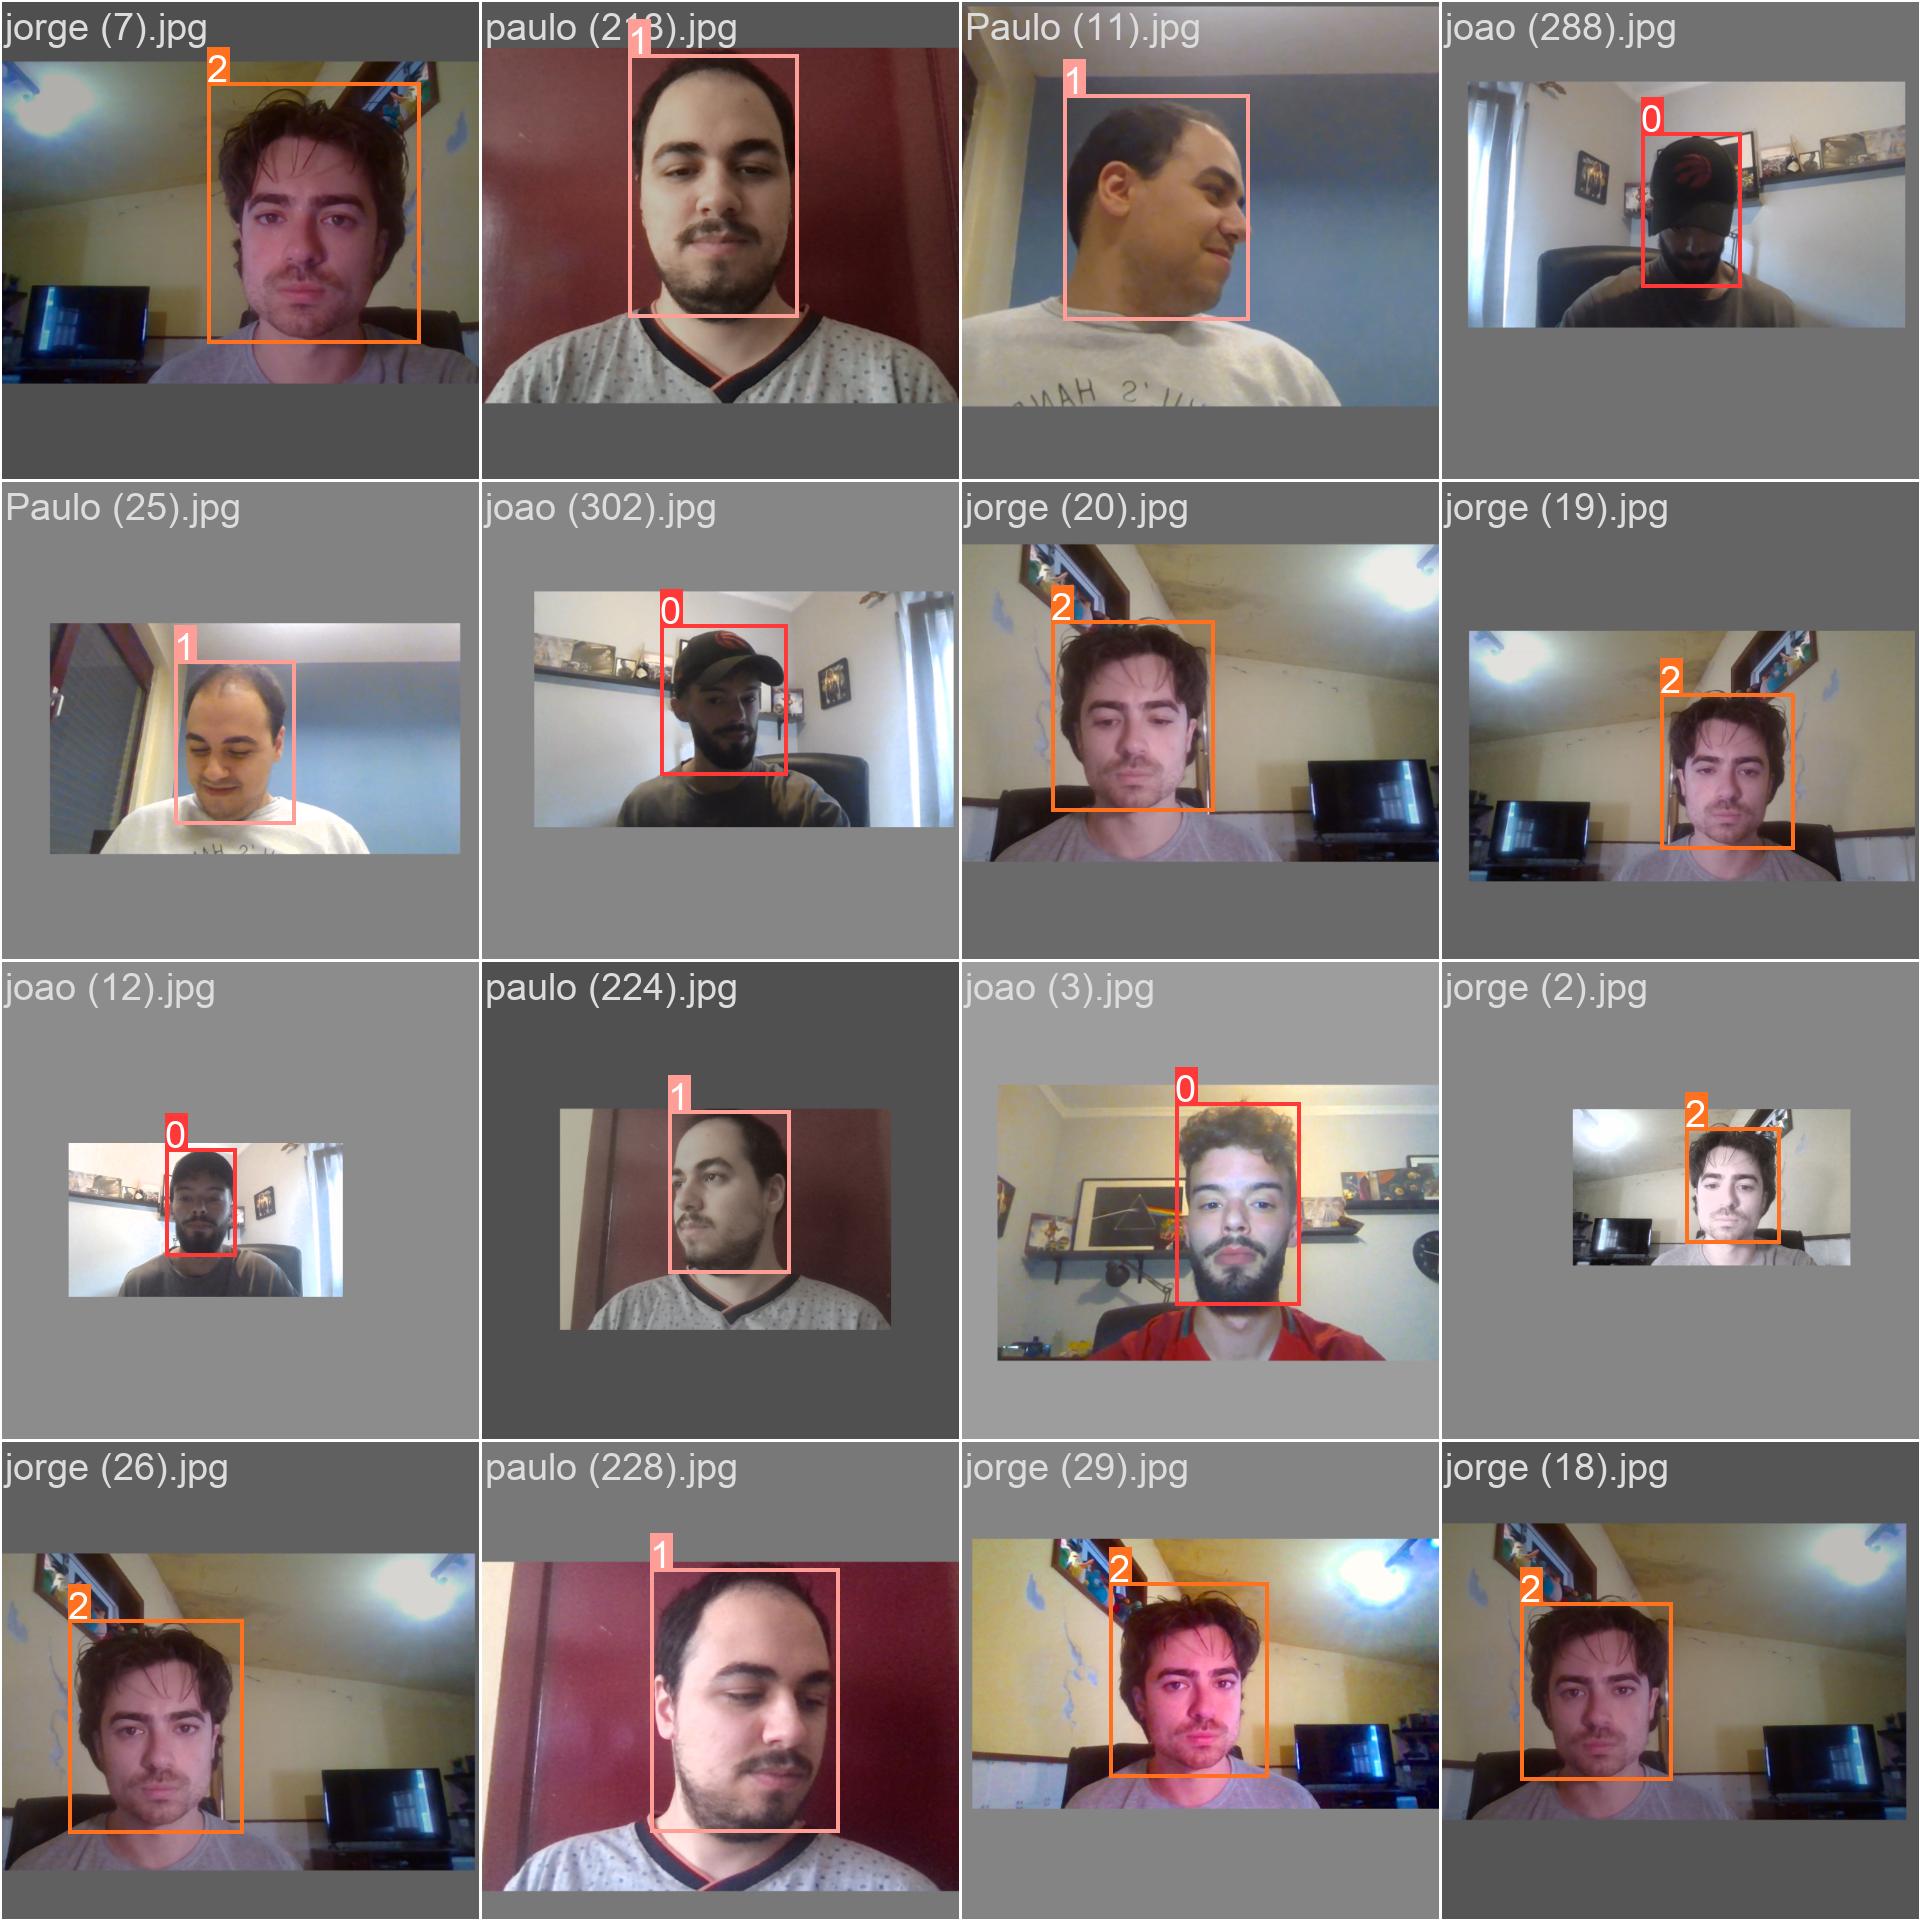 jorge (7).jpg
2
paulo (218).jpg
1
Paulo (11).jpg
1
joao (288).jpg
0
Paulo (25).jpg
1
joao (302).jpg
0
jorge (20).jpg
2
jorge (19).jpg
2
joao (12).jpg
0
paulo (224).jpg
1
joao (3).jpg
0
jorge (2).jpg
2
jorge (26).jpg
2
paulo (228).jpg
1
jorge (29).jpg
2
jorge (18).jpg
2